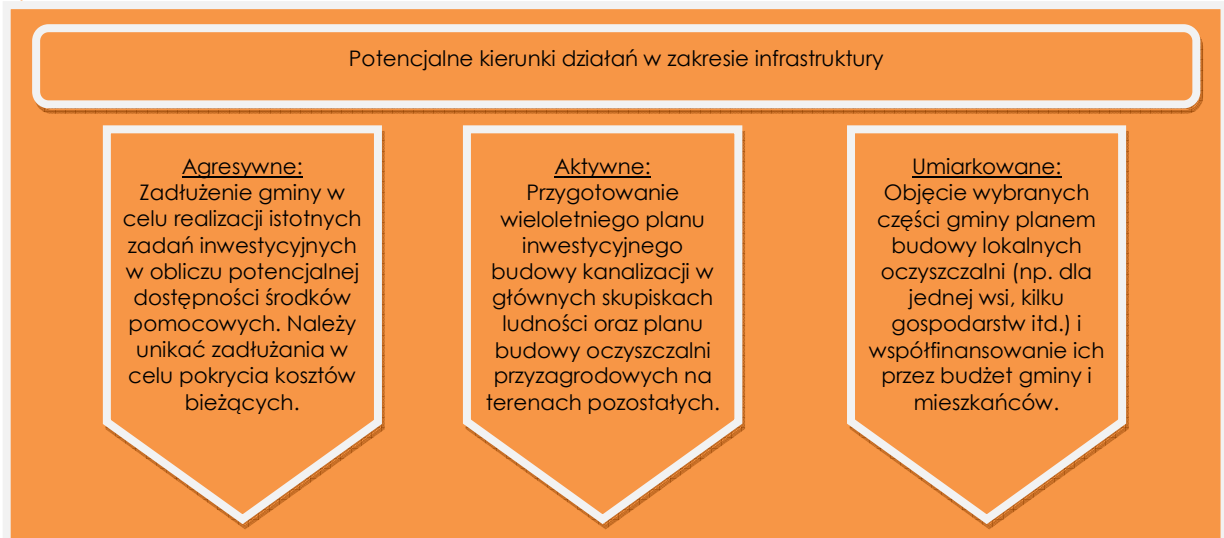 Potencjalne kierunki działań w zakresie infrastruktury
Agresywne:
Zadłużenie gminy w
celu realizacji istotnych
zadań inwestycyjnych
w obliczu potencjalnej
dostępności środków
pomocowych. Należy
unikać zadłużania w
celu pokrycia kosztów
bieżących.
Aktywne:
Przygotowanie
wieloletniego planu
inwestycyjnego
budowy kanalizacji w
głównych skupiskach
ludności oraz planu
budowy oczyszczalni
przyzagrodowych na
terenach pozostałych.
Umiarkowane:
Objęcie wybranych
części gminy planem
budowy lokalnych
oczyszczalni (np. dla
jednej wsi, kilku
gospodarstw itd.) i
współfinansowanie ich
przez budżet gminy i
mieszkańców.